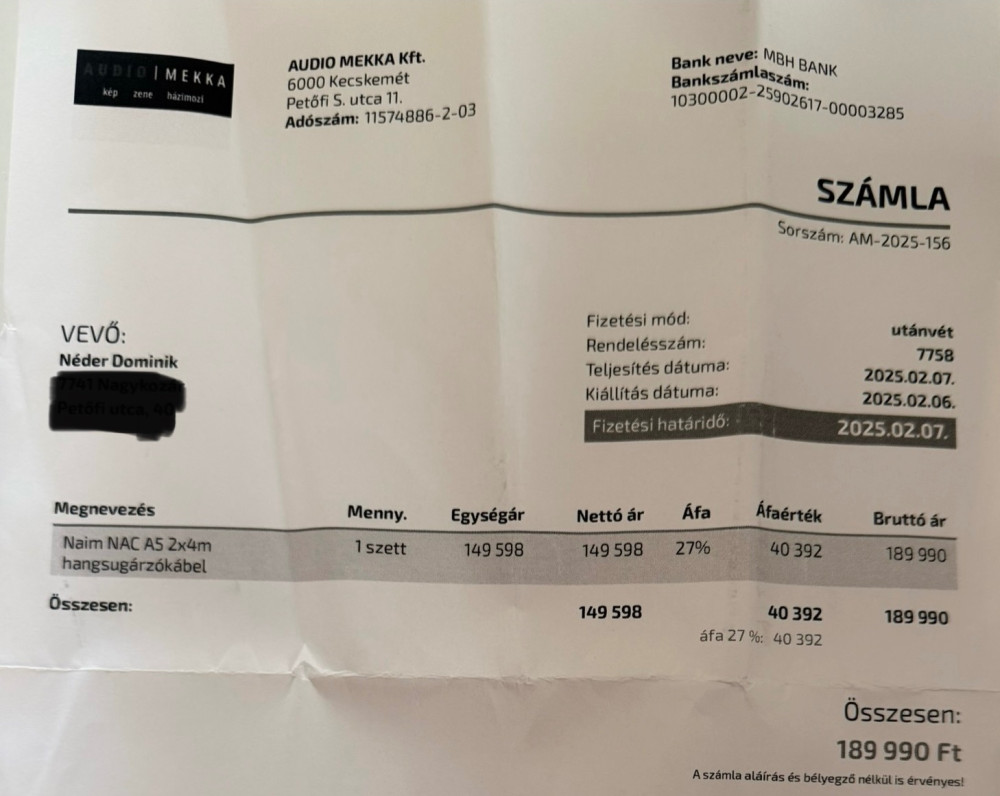 AUDIO | MEKKA
kép zene házimozi
AUDIO MEKKA Kft.
6000 Kecskemét
Petőfi S. utca 11.
Adószám: 11574886-2-03
Bank neve: MBH BANK
Bankszámlaszám:
10300002-25902617-00003285
SZÁMLA
Sorszám: AM-2025-156
VEVŐ:
Néder Dominik
Fizetési mód: utánvét
Rendelésszám: 7758
Teljesítés dátuma: 2025.02.07.
Kiállítás dátuma: 2025.02.06.
Fizetési határidő: 2025.02.07.
Megnevezés Menny. Egységár Nettó ár Áfa Áfaérték Bruttó ár
Naim NAC A5 2x4m 1 szett 149 598 149 598 27% 40 392 189 990
hangsugárzókábel
Összesen: 149 598 40 392 189 990
áfa 27 %: 40 392
Összesen:
189 990 Ft
A számla aláírás és bélyegző nélkül is érvényes!